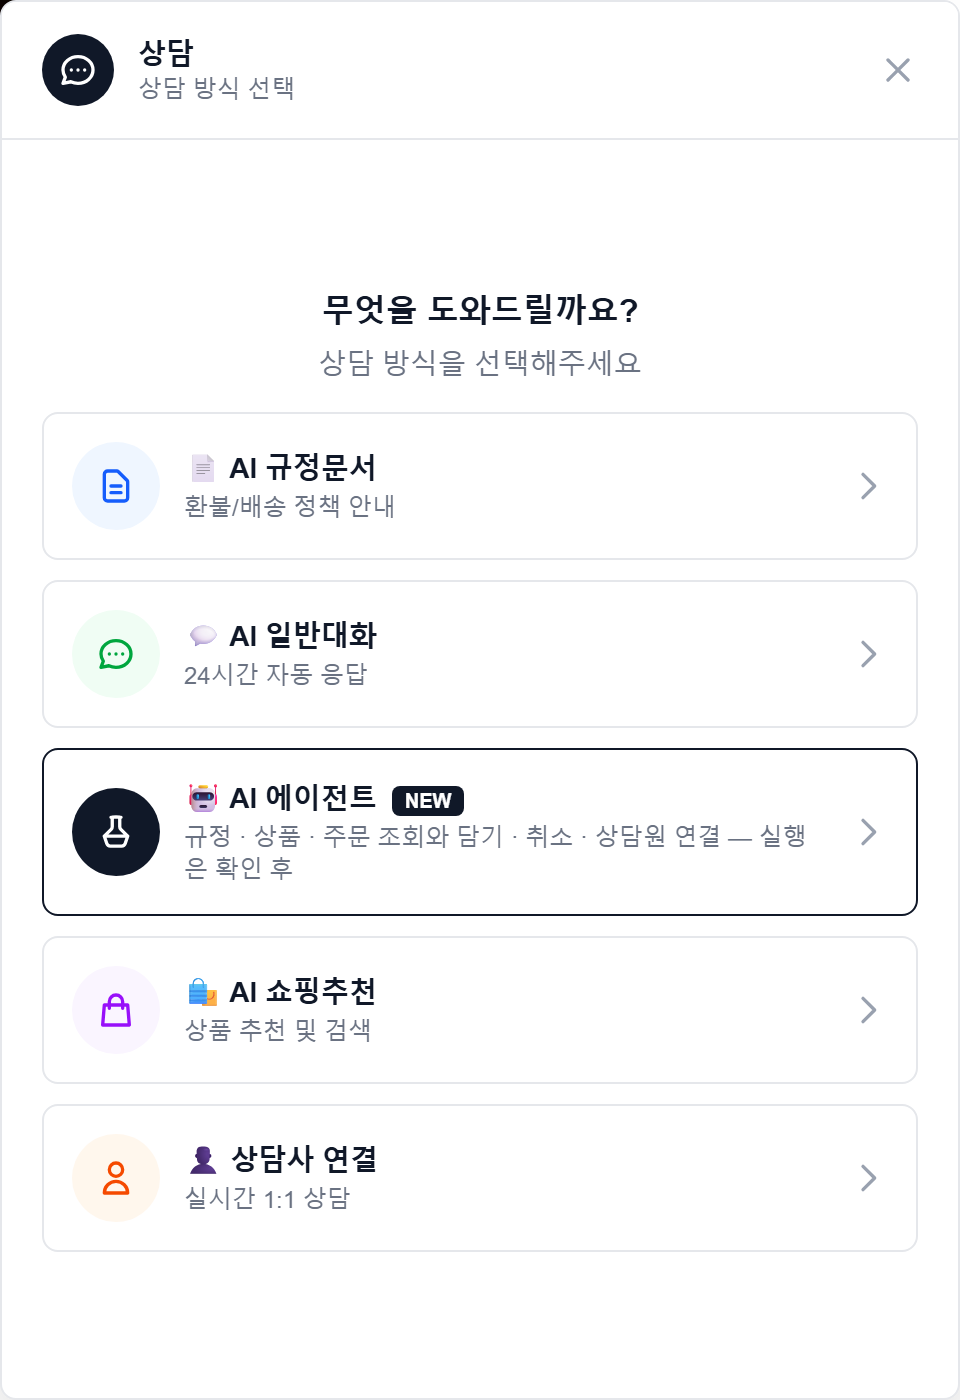 상담
상담 방식 선택
무엇을 도와드릴까요?
상담 방식을 선택해주세요
AI 규정문서
환불/배송 정책 안내
AI 일반대화
24시간 자동 응답
AI 에이전트 NEW
규정 · 상품 · 주문 조회와 담기 · 취소 · 상담원 연결 — 실행
은 확인 후
AI 쇼핑추천
상품 추천 및 검색
상담사 연결
실시간 1:1 상담